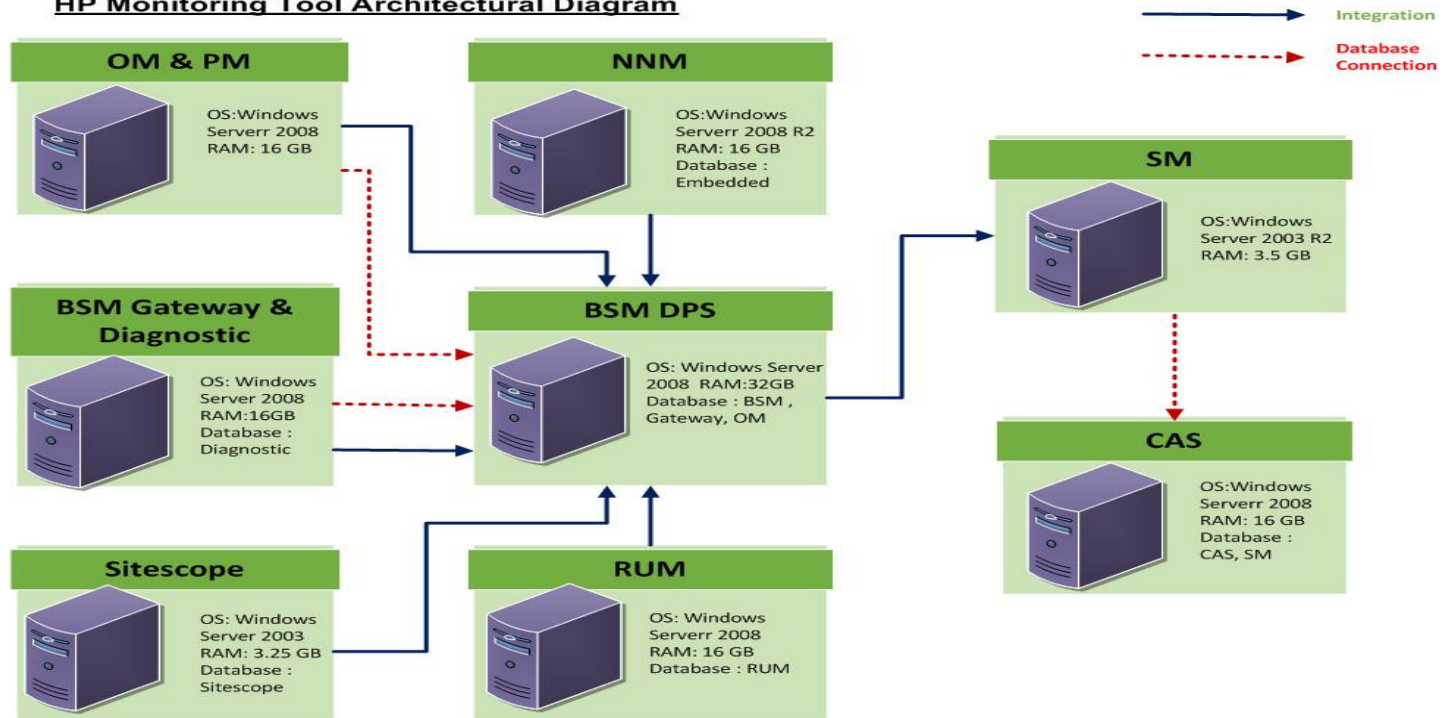 HP Monitoring Tool Architectural Diagram
Integration
Database
Connection
OM & PM
OS:Windows
Serverr 2008
RAM: 16 GB
NNM
OS:Windows
Serverr 2008 R2
RAM: 16 GB
Database :
Embedded
SM
OS:Windows
Server 2003 R2
RAM: 3.5 GB
BSM Gateway &
Diagnostic
OS: Windows
Server 2008
RAM:16GB
Database :
Diagnostic
BSM DPS
OS: Windows Server
2008 RAM:32GB
Database : BSM ,
Gateway, OM
CAS
OS:Windows
Serverr 2008
RAM: 16 GB
Database :
CAS, SM
Sitescope
OS: Windows
Server 2003
RAM: 3.25 GB
Database :
Sitescope
RUM
OS: Windows
Serverr 2008
RAM: 16 GB
Database : RUM